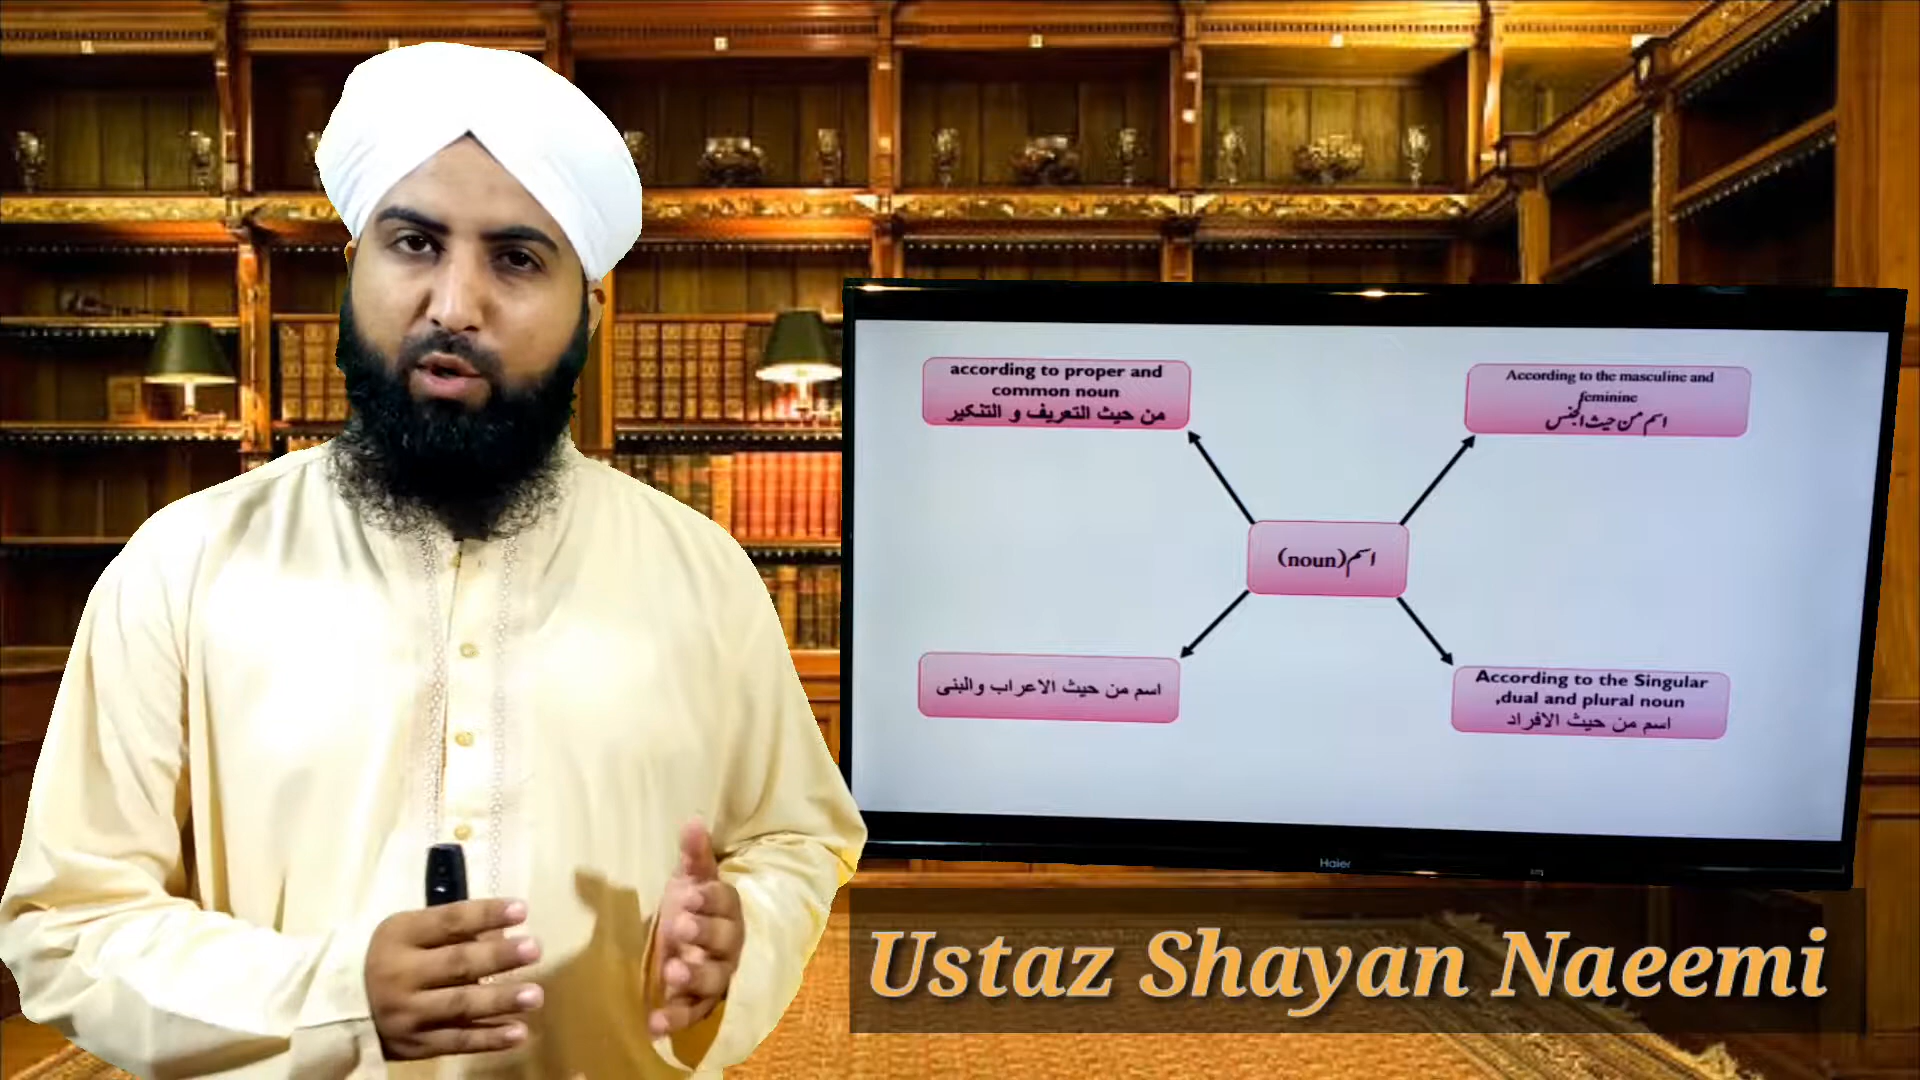 according to proper and
common noun
من حيث التعريف و التنكير
According to the masculine and
feminine
اسم من حیث الجنس
اسم(noun)
اسم من حيث الاعراب والبنى
According to the Singular
,dual and plural noun
اسم من حيث الافراد
Haier
Ustaz Shayan Naeemi